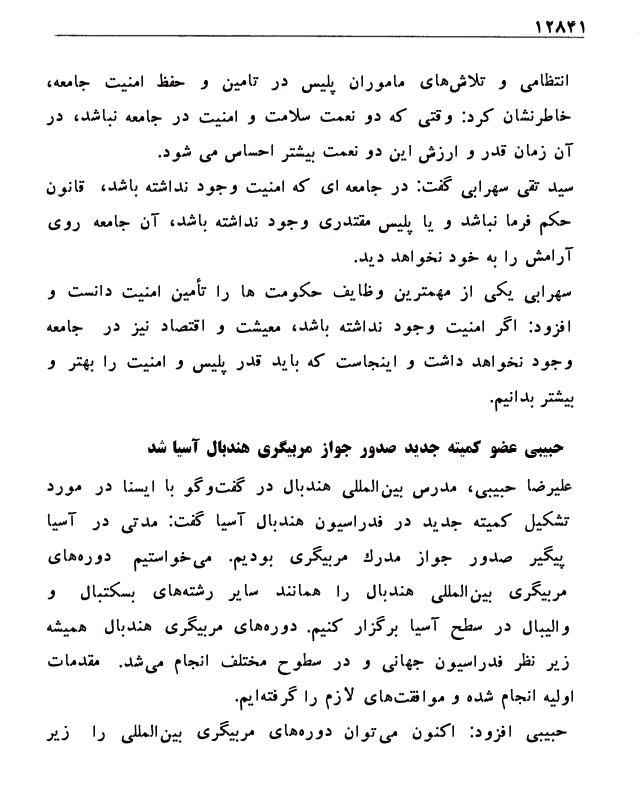 ۱۲۸۴۱
انتظامی و تلاش‌های ماموران پلیس در تامین و حفظ امنیت جامعه،
خاطرنشان کرد: وقتی که دو نعمت سلامت و امنیت در جامعه نباشد، در
آن زمان قدر و ارزش این دو نعمت بیشتر احساس می شود.
سید تقی سهرابی گفت: در جامعه ای که امنیت وجود نداشته باشد، قانون
حکم فرما نباشد و یا پلیس مقتدری وجود نداشته باشد، آن جامعه روی
آرامش را به خود نخواهد دید.
سهرابی یکی از مهمترین وظایف حکومت ها را تأمین امنیت دانست و
افزود: اگر امنیت وجود نداشته باشد، معیشت و اقتصاد نیز در جامعه
وجود نخواهد داشت و اینجاست که باید قدر پلیس و امنیت را بهتر و
بیشتر بدانیم.
حبیبی عضو کمیته جدید صدور جواز مربیگری هندبال آسیا شد
علیرضا حبیبی، مدرس بین‌المللی هندبال در گفت‌وگو با ایسنا در مورد
تشکیل کمیته جدید در فدراسیون هندبال آسیا گفت: مدتی در آسیا
پیگیر صدور جواز مدرك مربیگری بودیم. می‌خواستیم دوره‌های
مربیگری بین‌المللی هندبال را همانند سایر رشته‌های بسکتبال و
والیبال در سطح آسیا برگزار کنیم. دوره‌های مربیگری هندبال همیشه
زیر نظر فدراسیون جهانی و در سطوح مختلف انجام می‌شد. مقدمات
اولیه انجام شده و موافقت‌های لازم را گرفته‌ایم.
حبیبی افزود: اکنون می‌توان دوره‌های مربیگری بین‌المللی را زیر